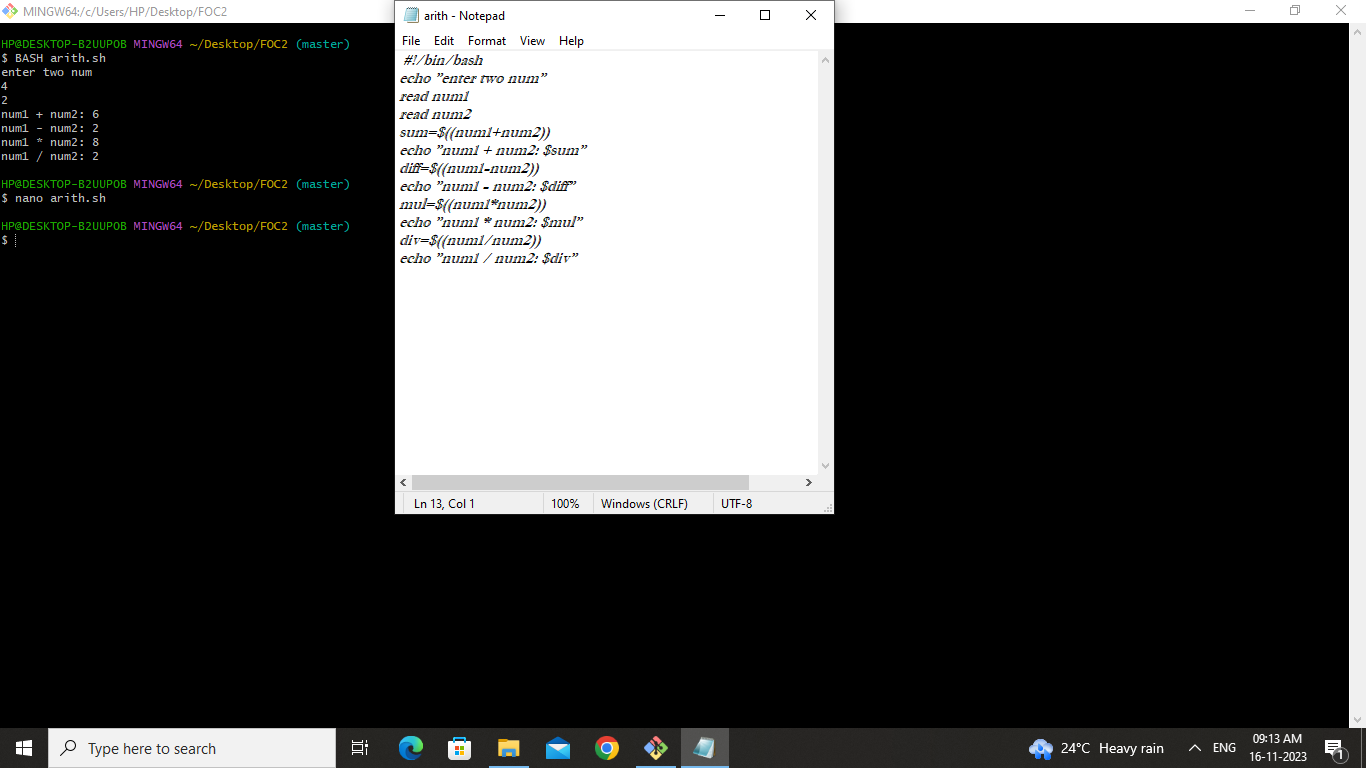 MINGW64:/c/Users/HP/Desktop/FOC2
HP@DESKTOP-B2UUPOB MINGW64 ~/Desktop/FOC2 (master)
$ BASH arith.sh
enter two num
4
2
num1 + num2: 6
num1 - num2: 2
num1 * num2: 8
num1 / num2: 2
HP@DESKTOP-B2UUPOB MINGW64 ~/Desktop/FOC2 (master)
$ nano arith.sh
HP@DESKTOP-B2UUPOB MINGW64 ~/Desktop/FOC2 (master)
$
arith - Notepad
File Edit Format View Help
#!/bin/bash
echo "enter two num"
read num1
read num2
sum=$((num1+num2))
echo "num1 + num2: $sum"
diff=$((num1-num2))
echo "num1 - num2: $diff"
mul=$((num1*num2))
echo "num1 * num2: $mul"
div=$((num1/num2))
echo "num1 / num2: $div"
Ln 13, Col 1 100% Windows (CRLF) UTF-8
Type here to search
24°C Heavy rain
ENG
09:13 AM
16-11-2023
1